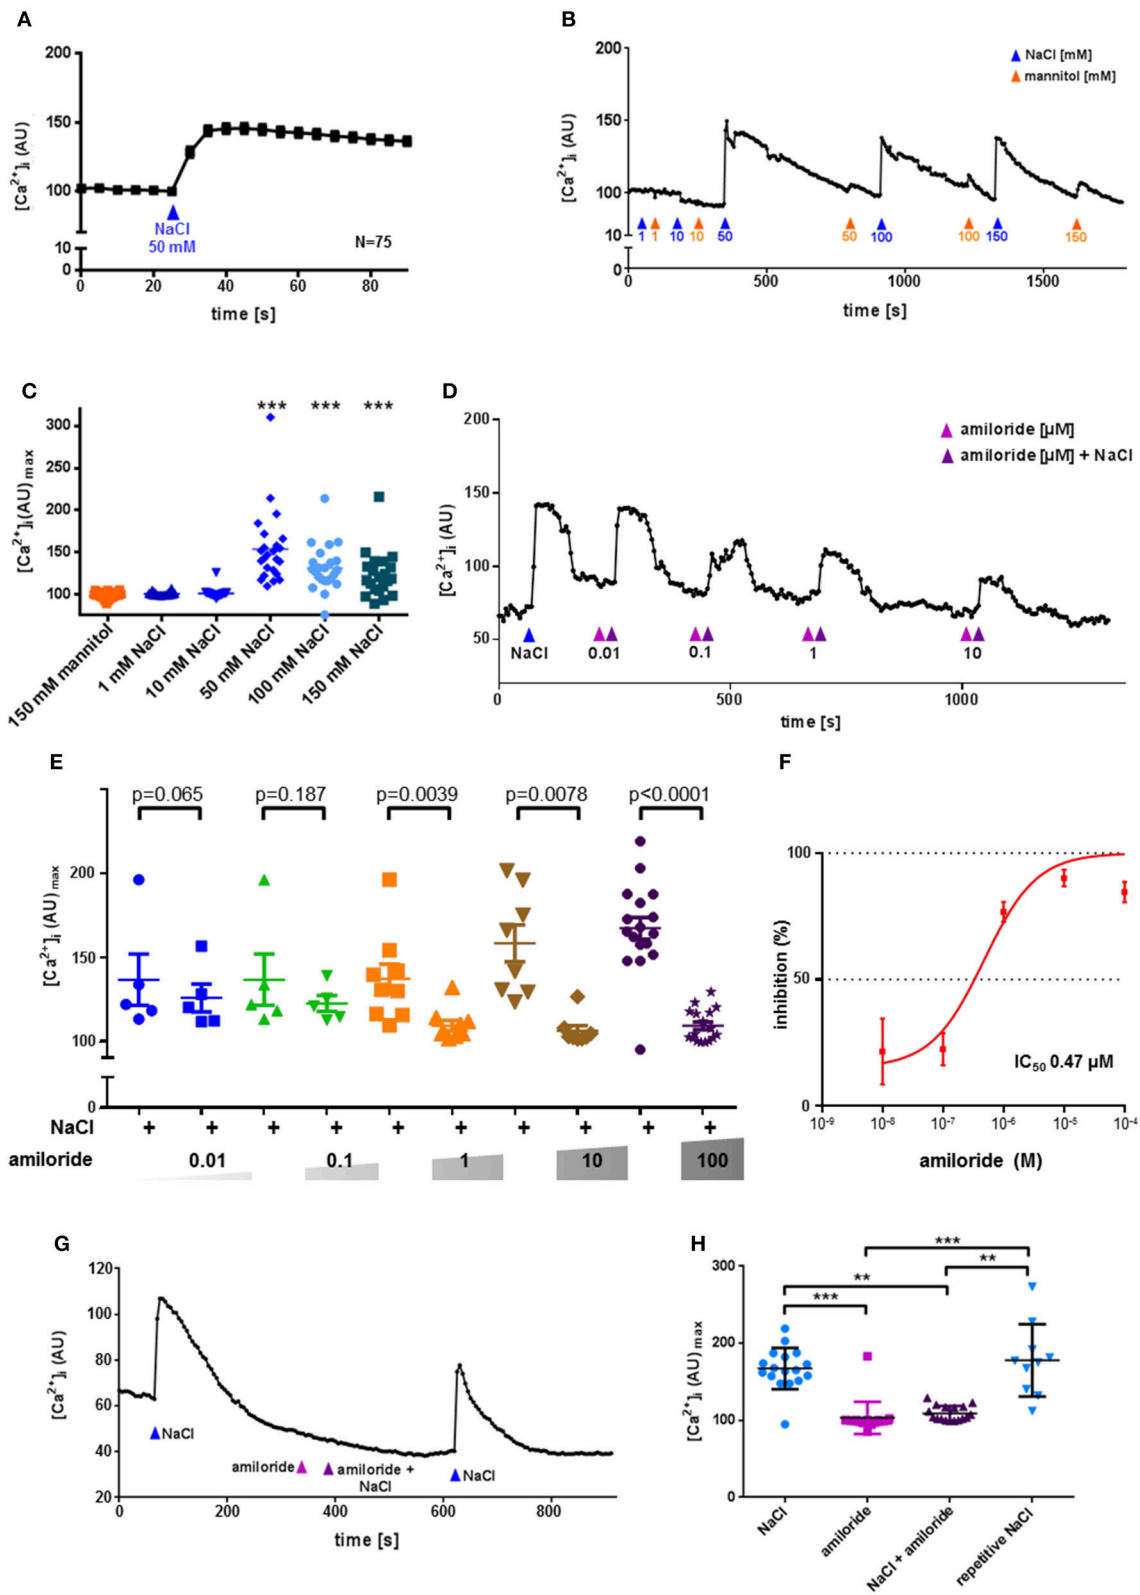 A
200
150
100
10
0
[Ca²⁺]ᵢ (AU)
NaCl
50 mM
N=75
0 20 40 60 80
time [s]
B
200
150
100
10
0
[Ca²⁺]ᵢ (AU)
NaCl [mM]
mannitol [mM]
1 1 10 10 50 50 100 100 150 150
0 500 1000 1500
time [s]
C
300
250
200
150
100
[Ca²⁺]ᵢ(AU) max
*** *** ***
150 mM mannitol
1 mM NaCl
10 mM NaCl
50 mM NaCl
100 mM NaCl
150 mM NaCl
D
200
150
100
50
[Ca²⁺]ᵢ (AU)
amiloride [µM]
amiloride [µM] + NaCl
NaCl 0.01 0.1 1 10
0 500 1000
time [s]
E
p=0.065 p=0.187 p=0.0039 p=0.0078 p<0.0001
200
150
100
0
[Ca²⁺]ᵢ (AU) max
NaCl + + + + + + + + + +
amiloride 0.01 0.1 1 10 100
F
100
50
0
inhibition (%)
IC₅₀ 0.47 µM
10⁻⁹ 10⁻⁸ 10⁻⁷ 10⁻⁶ 10⁻⁵ 10⁻⁴
amiloride (M)
G
120
100
80
60
40
20
[Ca²⁺]ᵢ (AU)
NaCl
amiloride
amiloride +
NaCl
NaCl
0 200 400 600 800
time [s]
H
300
200
100
0
[Ca²⁺]ᵢ (AU) max
***
**
**
***
NaCl
amiloride
NaCl + amiloride
repetitive NaCl